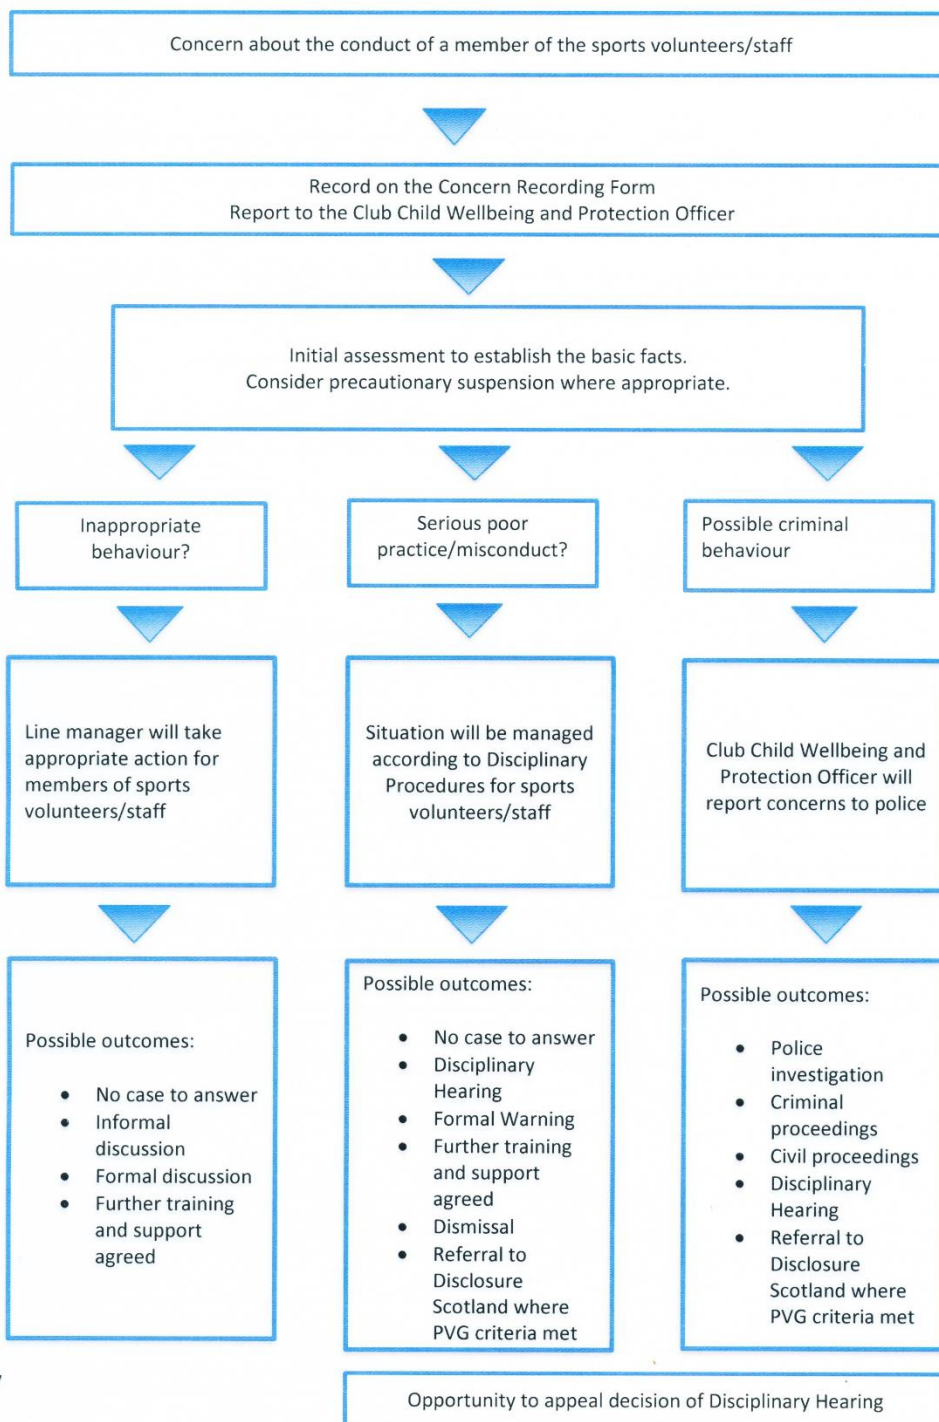 Concern about the conduct of a member of the sports volunteers/staff
Record on the Concern Recording Form
Report to the Club Child Wellbeing and Protection Officer
Initial assessment to establish the basic facts.
Consider precautionary suspension where appropriate.
Inappropriate
behaviour?
Serious poor
practice/misconduct?
Possible criminal
behaviour
Line manager will take
appropriate action for
members of sports
volunteers/staff
Situation will be managed
according to Disciplinary
Procedures for sports
volunteers/staff
Club Child Wellbeing and
Protection Officer will
report concerns to police
Possible outcomes:
• No case to answer
• Informal
discussion
• Formal discussion
• Further training
and support
agreed
Possible outcomes:
• No case to answer
• Disciplinary
Hearing
• Formal Warning
• Further training
and support
agreed
• Dismissal
• Referral to
Disclosure
Scotland where
PVG criteria met
Possible outcomes:
• Police
investigation
• Criminal
proceedings
• Civil proceedings
• Disciplinary
Hearing
• Referral to
Disclosure
Scotland where
PVG criteria met
Opportunity to appeal decision of Disciplinary Hearing